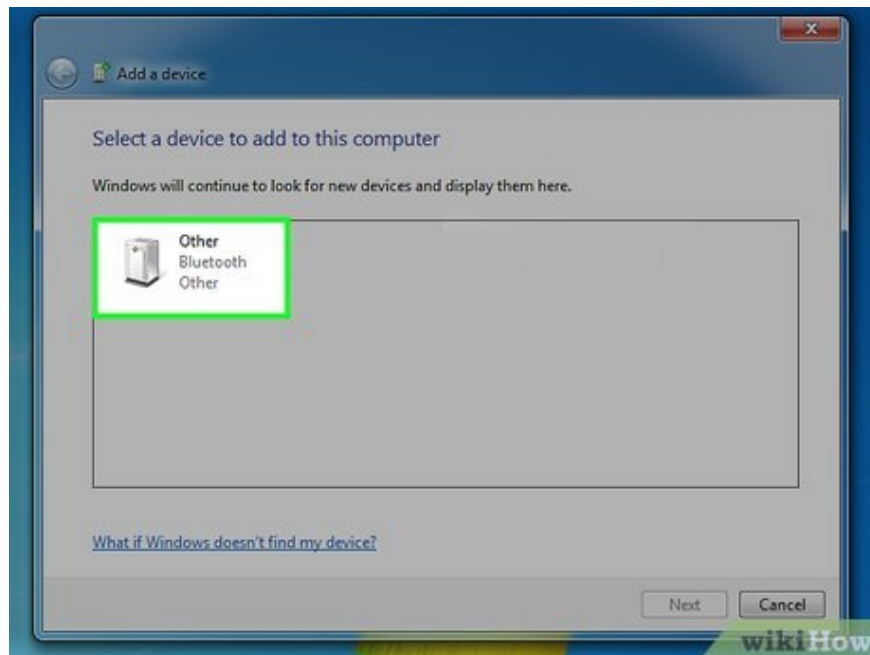 Add a device
Select a device to add to this computer
Windows will continue to look for new devices and display them here.
Other
Bluetooth
Other
What if Windows doesn't find my device?
Next Cancel
wikiHow